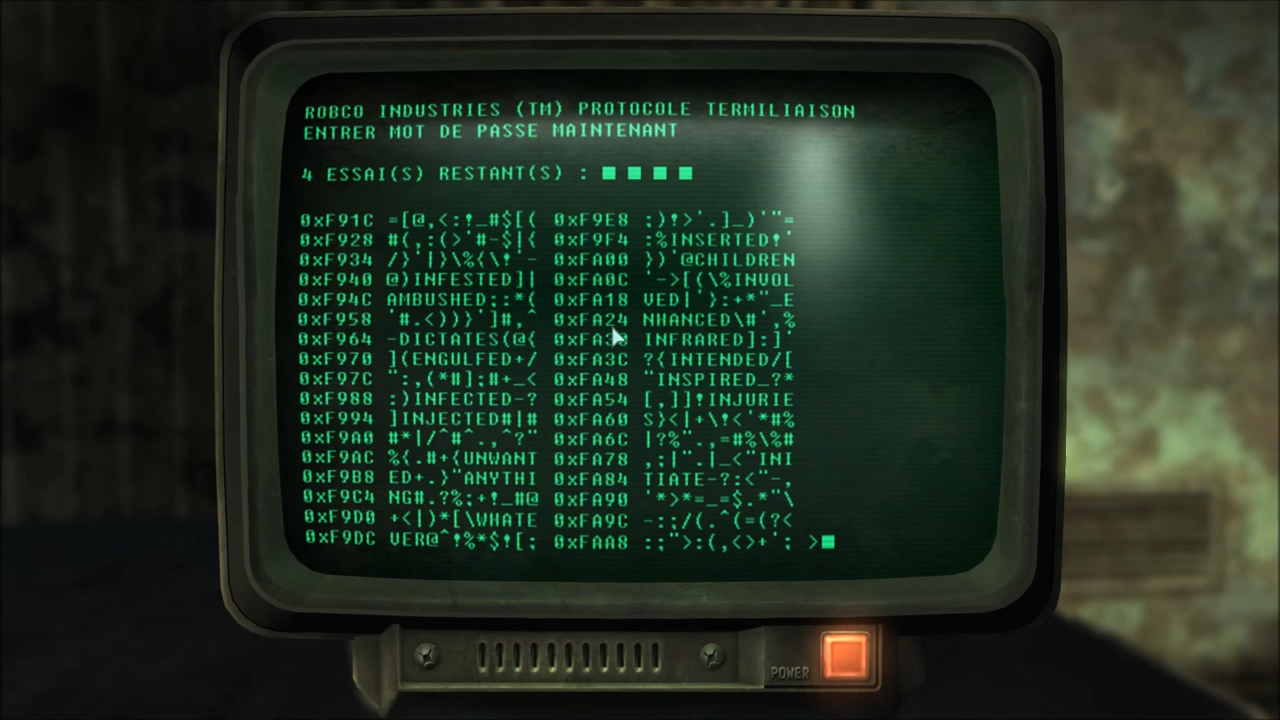 ROBCO INDUSTRIES (TM) PROTOCOLE TERMILIAISON
ENTRER MOT DE PASSE MAINTENANT
4 ESSAI(S) RESTANT(S) : ■ ■ ■ ■
0xF91C =[@,<:!_#$[( 0xF9E8 :)!>'.]_)'"=
0xF928 #(,:(>'#-$|{ 0xF9F4 :%INSERTED!'
0xF934 /}'|}\%{\!'- 0xFA00 })'@CHILDREN
0xF940 @)INFESTED]| 0xFA0C '->[(\%INVOL
0xF94C AMBUSHED;:*( 0xFA18 VED|'}:+*"_E
0xF958 '#.<))}']#,^ 0xFA24 NHANCED\#',%
0xF964 -DICTATES(@{ 0xFA30 INFRARED]:]'
0xF970 ](ENGULFED+/ 0xFA3C ?{INTENDED/[
0xF97C ":,(*#];#+_< 0xFA48 "INSPIRED_?*
0xF988 :)INFECTED-? 0xFA54 [,]]!INJURIE
0xF994 ]INJECTED#|# 0xFA60 S}<|+\!<'*#%
0xF9A0 #*|/^#^.,^?" 0xFA6C |?%".,=#%\%#
0xF9AC %{.#+{UNWANT 0xFA78 ,;|".|_<"INI
0xF9B8 ED+.}"ANYTHI 0xFA84 TIATE-?:<"-,
0xF9C4 NG#.?%;+!_#@ 0xFA90 '*>*=_=$.*"\
0xF9D0 +<|)*[\WHATE 0xFA9C -:;/(.^(=(?<
0xF9DC VER@^!%*$![; 0xFAA8 :;">:(,<>+'; >■
POWER